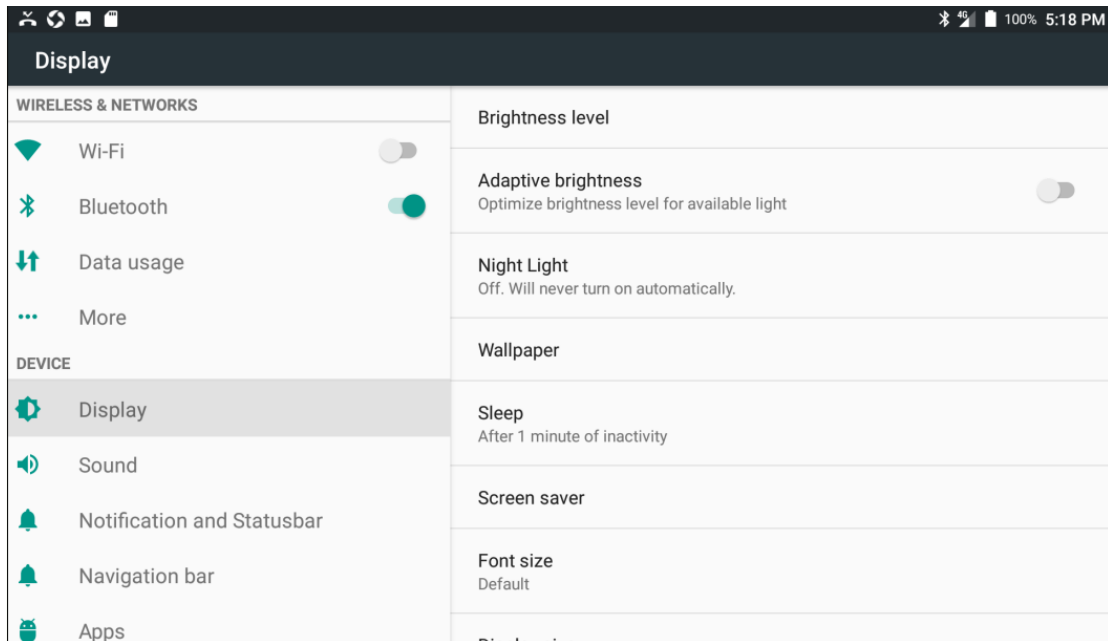 4G 100% 5:18 PM
Display
WIRELESS & NETWORKS
Wi-Fi
Bluetooth
Data usage
More
DEVICE
Display
Sound
Notification and Statusbar
Navigation bar
Apps
Brightness level
Adaptive brightness
Optimize brightness level for available light
Night Light
Off. Will never turn on automatically.
Wallpaper
Sleep
After 1 minute of inactivity
Screen saver
Font size
Default